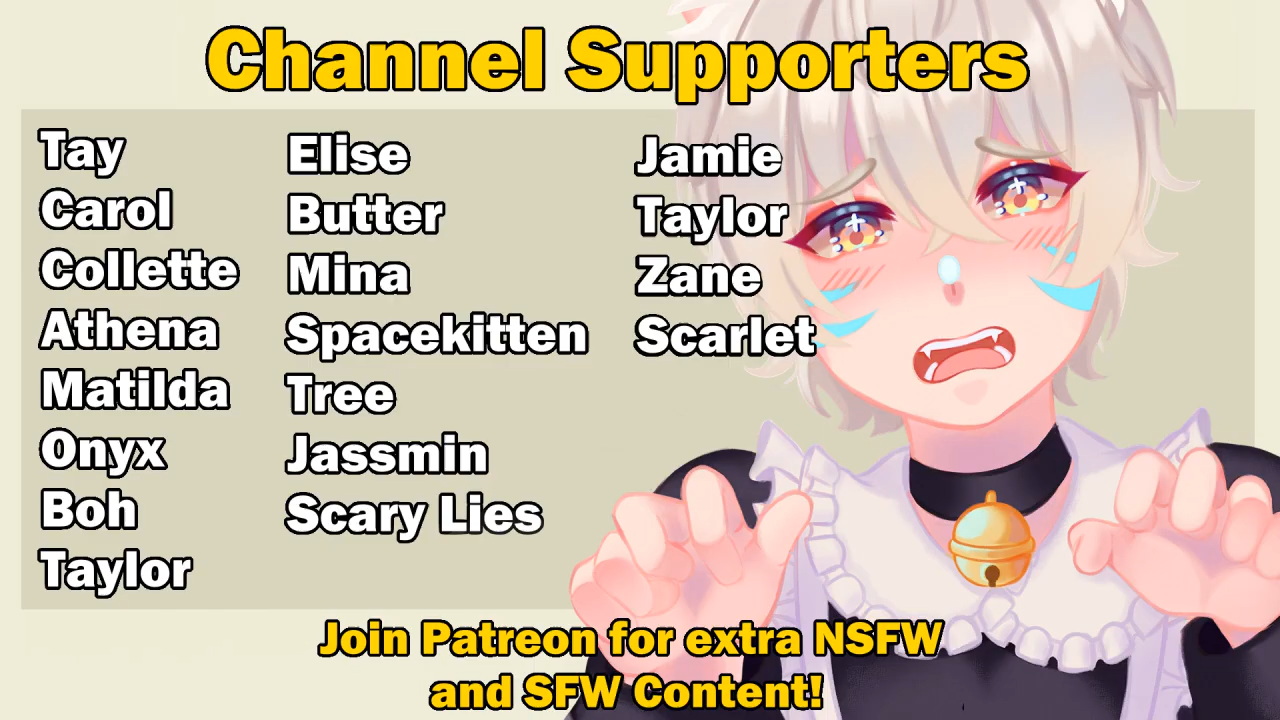 Channel Supporters
Tay
Carol
Collette
Athena
Matilda
Onyx
Boh
Taylor
Elise
Butter
Mina
Spacekitten
Tree
Jassmin
Scary Lies
Jamie
Taylor
Zane
Scarlet
Join Patreon for extra NSFW
and SFW Content!